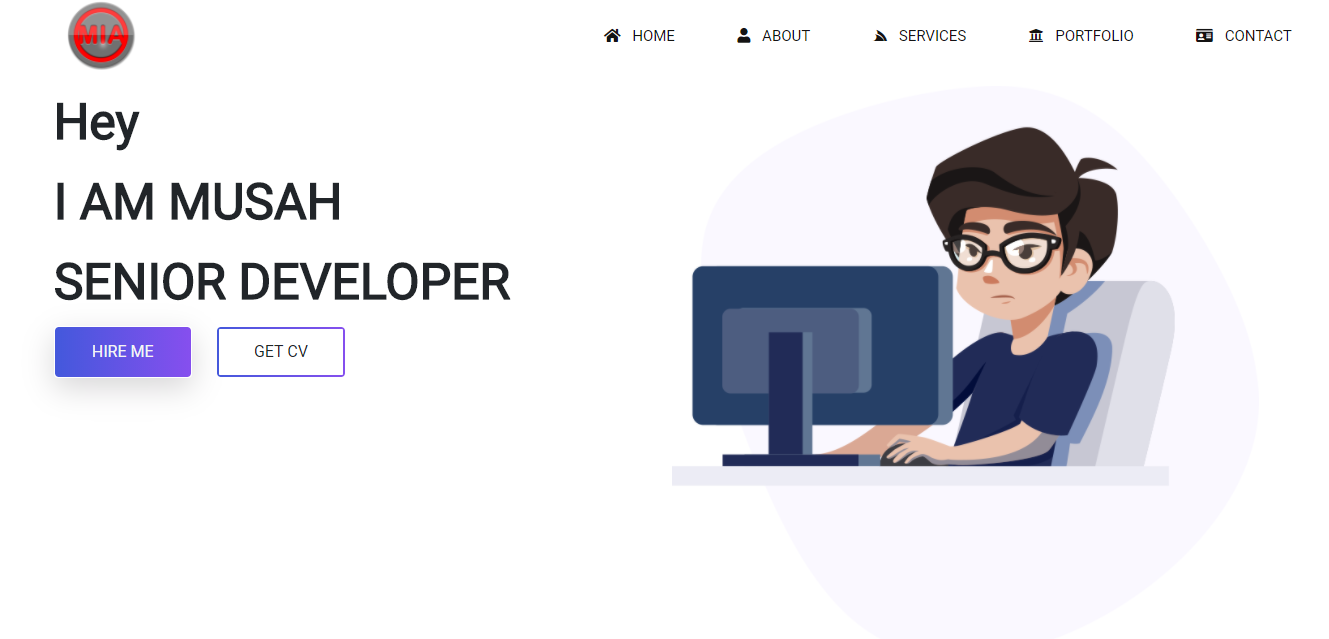 MIA
HOME ABOUT SERVICES PORTFOLIO CONTACT
Hey
I AM MUSAH
SENIOR DEVELOPER
HIRE ME GET CV